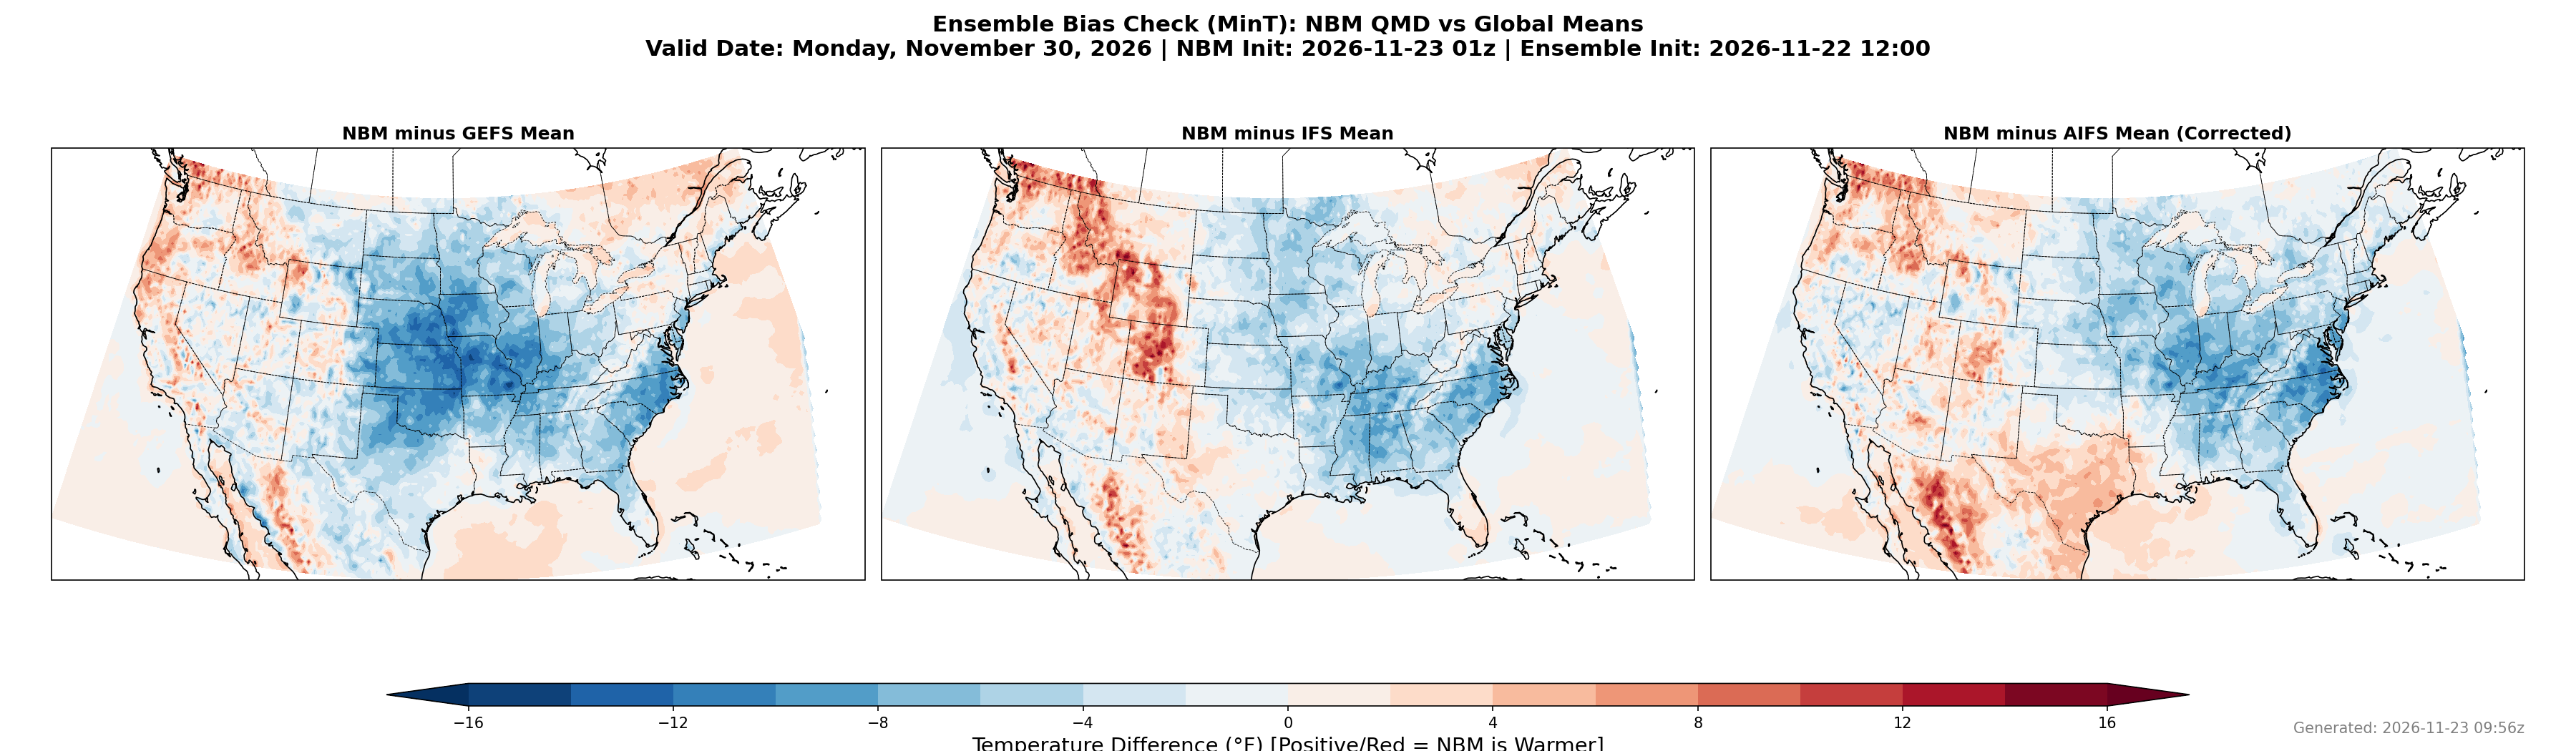 Ensemble Bias Check (MinT): NBM QMD vs Global Means
Valid Date: Monday, November 30, 2026 | NBM Init: 2026-11-23 01z | Ensemble Init: 2026-11-22 12:00
NBM minus GEFS Mean
NBM minus IFS Mean
NBM minus AIFS Mean (Corrected)
−16 −12 −8 −4 0 4 8 12 16
Temperature Difference (°F) [Positive/Red = NBM is Warmer]
Generated: 2026-11-23 09:56z